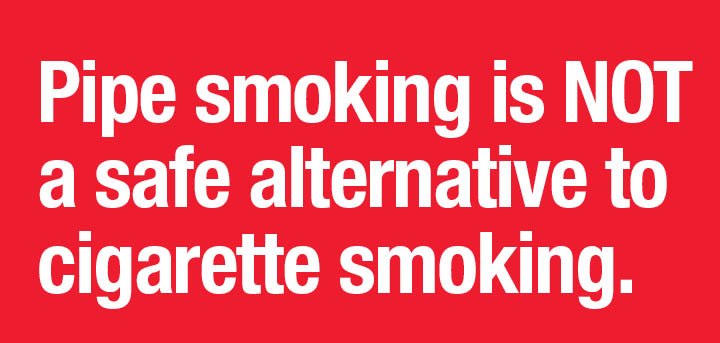 Pipe smoking is NOT
a safe alternative to
cigarette smoking.